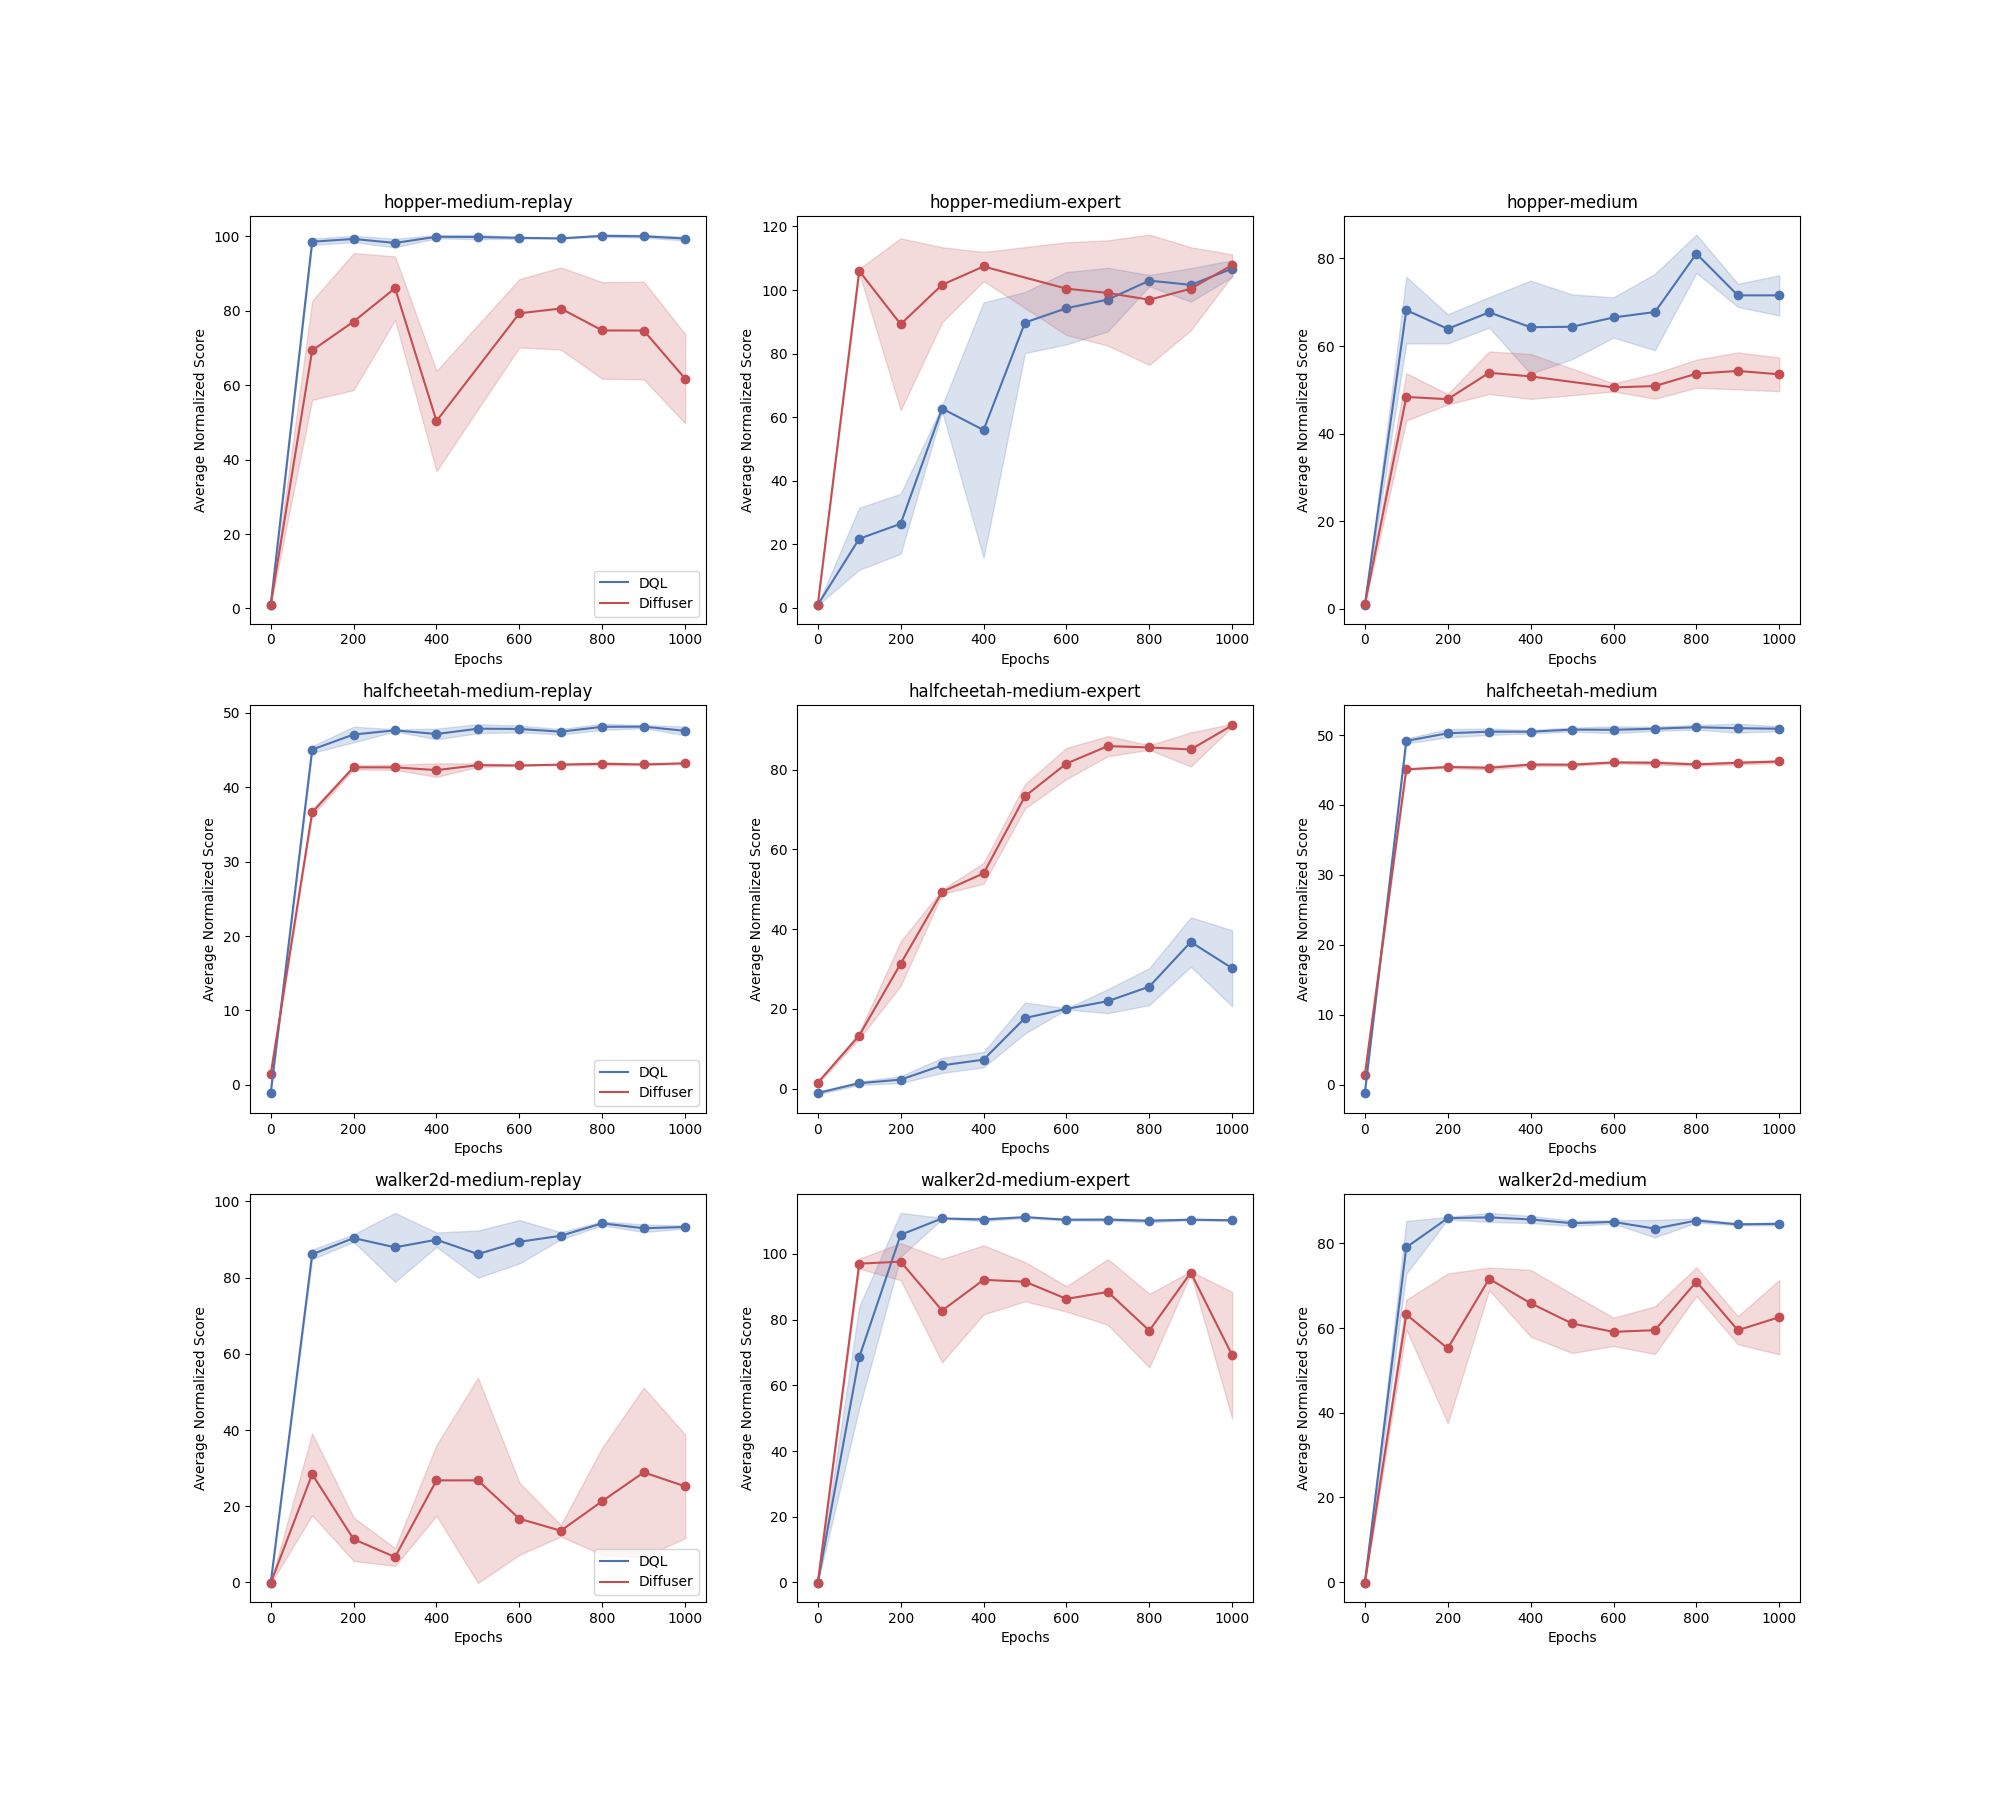 hopper-medium-replay
Average Normalized Score
100
80
60
40
20
0
DQL
Diffuser
0 200 400 600 800 1000
Epochs
hopper-medium-expert
Average Normalized Score
120
100
80
60
40
20
0
0 200 400 600 800 1000
Epochs
hopper-medium
Average Normalized Score
80
60
40
20
0
0 200 400 600 800 1000
Epochs
halfcheetah-medium-replay
Average Normalized Score
50
40
30
20
10
0
DQL
Diffuser
0 200 400 600 800 1000
Epochs
halfcheetah-medium-expert
Average Normalized Score
80
60
40
20
0
0 200 400 600 800 1000
Epochs
halfcheetah-medium
Average Normalized Score
50
40
30
20
10
0
0 200 400 600 800 1000
Epochs
walker2d-medium-replay
Average Normalized Score
100
80
60
40
20
0
DQL
Diffuser
0 200 400 600 800 1000
Epochs
walker2d-medium-expert
Average Normalized Score
100
80
60
40
20
0
0 200 400 600 800 1000
Epochs
walker2d-medium
Average Normalized Score
80
60
40
20
0
0 200 400 600 800 1000
Epochs